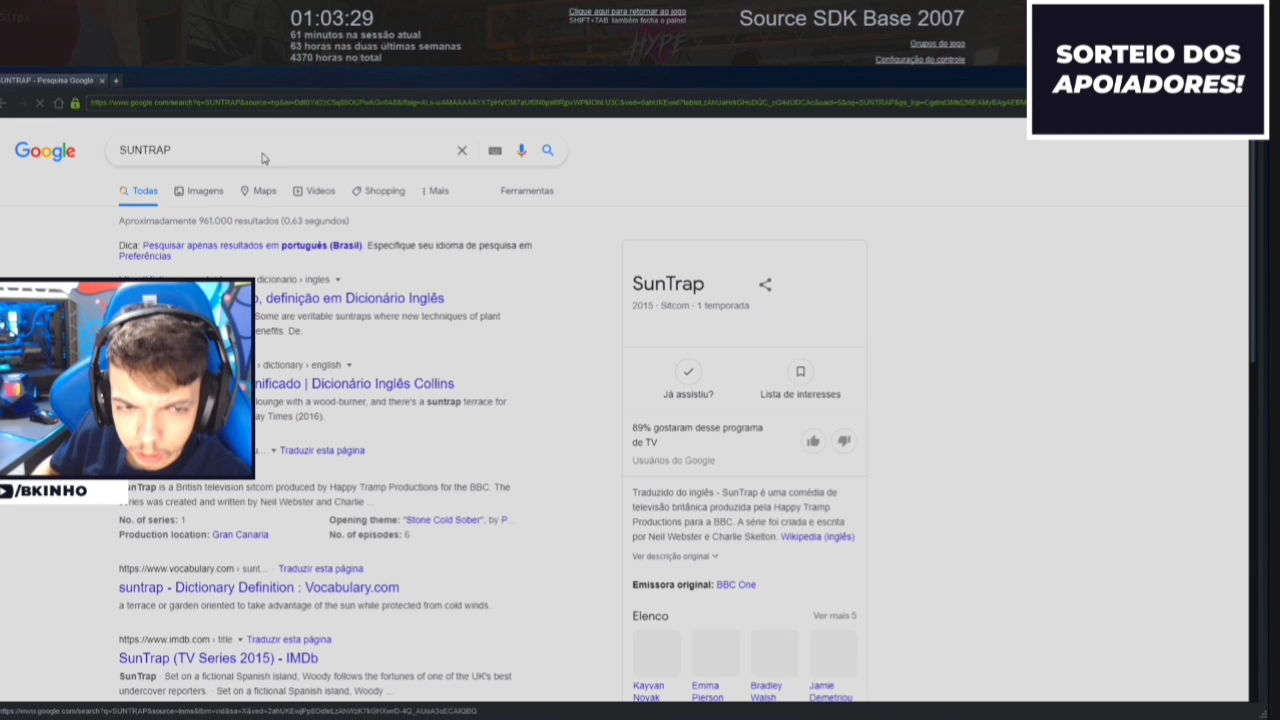 01:03:29
61 minutos na sessão atual
63 horas nas duas últimas semanas
4370 horas no total
Clique aqui para retornar ao jogo
SHIFT+TAB também fecha o painel
HYPE
Source SDK Base 2007
Grupos do jogo
Configuração do controle
SORTEIO DOS
APOIADORES!
SUNTRAP - Pesquisa Google
Google
SUNTRAP
Todas
Imagens
Maps
Vídeos
Shopping
Mais
Ferramentas
Aproximadamente 961.000 resultados (0,63 segundos)
Dica: Pesquisar apenas resultados em português (Brasil). Especifique seu idioma de pesquisa em
Preferências
dicionario › ingles
definição em Dicionário Inglês
Some are veritable suntraps where new techniques of plant
De.
› dictionary › english
| Dicionário Inglês Collins
lounge with a wood-burner, and there's a suntrap terrace for
Times (2016).
Traduzir esta página
SunTrap is a British television sitcom produced by Happy Tramp Productions for the BBC. The
was created and written by Neil Webster and Charlie ...
No. of series: 1
Opening theme: "Stone Cold Sober", by P...
Production location: Gran Canaria
No. of episodes: 6
https://www.vocabulary.com › sunt... · Traduzir esta página
suntrap - Dictionary Definition : Vocabulary.com
a terrace or garden oriented to take advantage of the sun while protected from cold winds.
https://www.imdb.com › title Traduzir esta página
SunTrap (TV Series 2015) - IMDb
SunTrap · Set on a fictional Spanish island, Woody follows the fortunes of one of the UK's best
undercover reporters. · Set on a fictional Spanish island, Woody ...
SunTrap
2015 · Sitcom · 1 temporada
Já assistiu?
Lista de interesses
89% gostaram desse programa
de TV
Usuários do Google
Traduzido do inglês - SunTrap é uma comédia de
televisão britânica produzida pela Happy Tramp
Productions para a BBC. A série foi criada e escrita
por Neil Webster e Charlie Skelton. Wikipedia (inglês)
Ver descrição original
Emissora original: BBC One
Elenco
Ver mais 5
Kayvan
Novak
Emma
Pierson
Bradley
Walsh
Jamie
Demetriou
/BKINHO